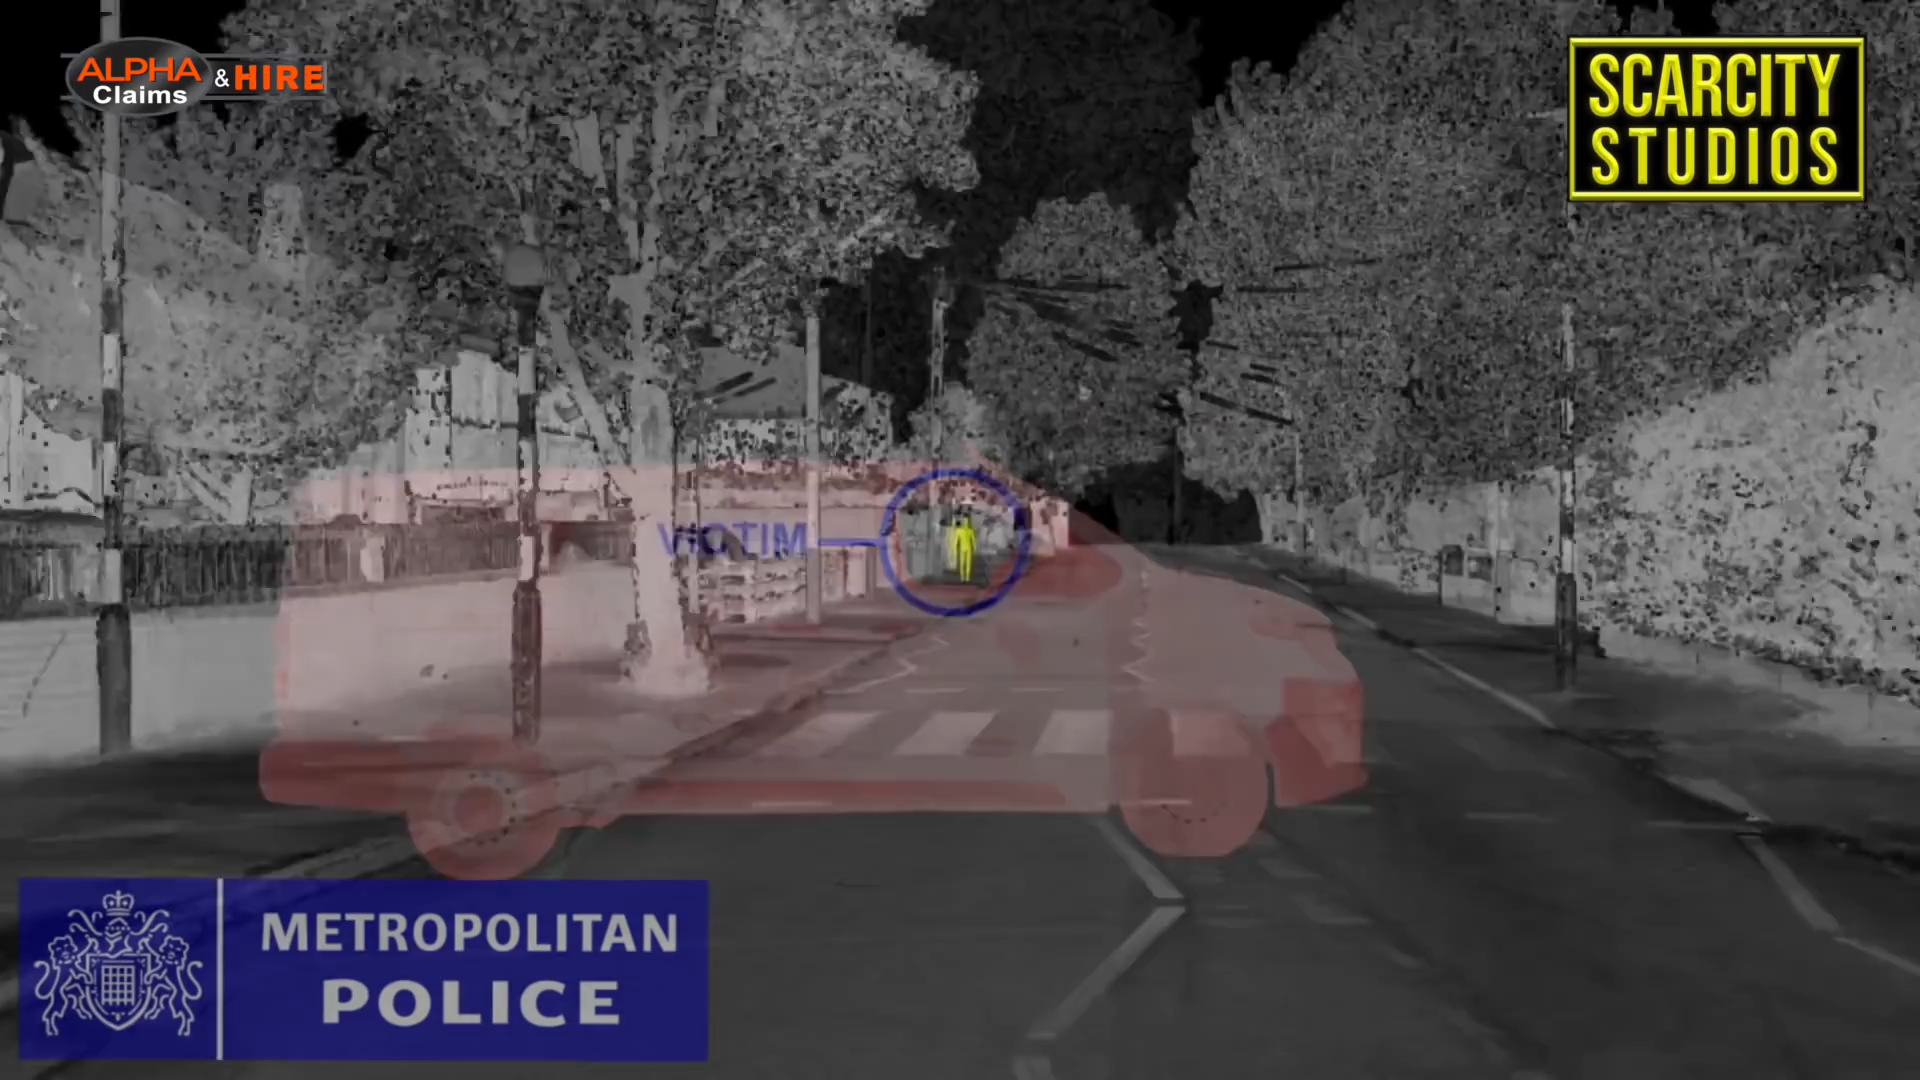 ALPHA
Claims
& HIRE
SCARCITY
STUDIOS
VICTIM
METROPOLITAN
POLICE